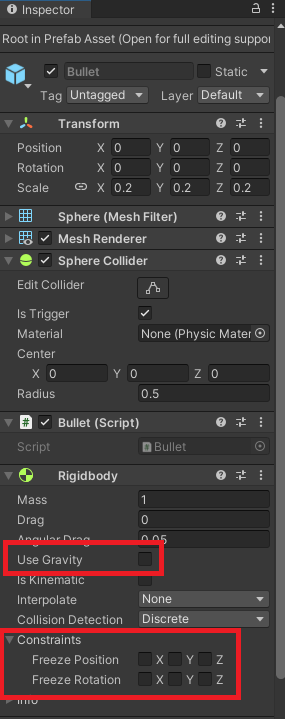 Inspector
Root in Prefab Asset (Open for full editing suppor
Bullet Static
Tag Untagged Layer Default
Transform
Position X 0 Y 0 Z 0
Rotation X 0 Y 0 Z 0
Scale X 0.2 Y 0.2 Z 0.2
Sphere (Mesh Filter)
Mesh Renderer
Sphere Collider
Edit Collider
Is Trigger
Material None (Physic Mater
Center
X 0 Y 0 Z 0
Radius 0.5
Bullet (Script)
Script Bullet
Rigidbody
Mass 1
Drag 0
Angular Drag 0.05
Use Gravity
Is Kinematic
Interpolate None
Collision Detection Discrete
Constraints
Freeze Position X Y Z
Freeze Rotation X Y Z
Info